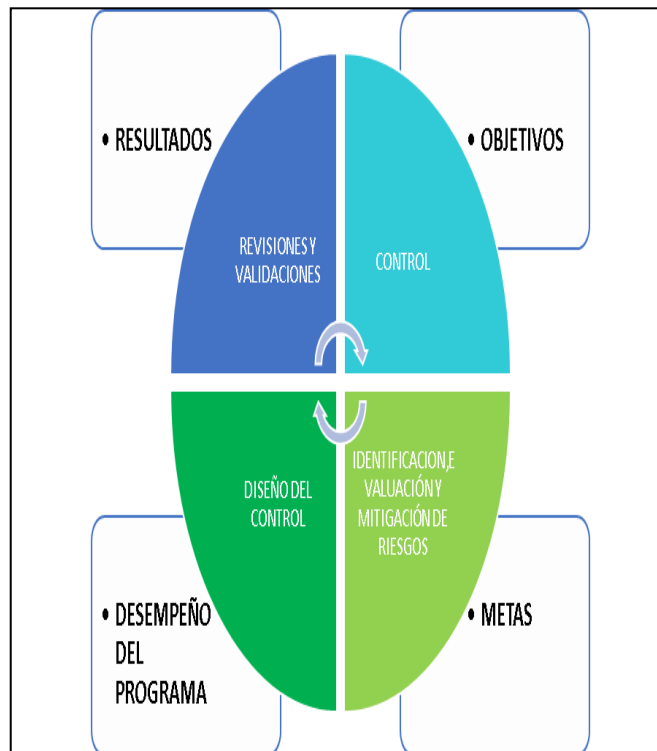 • RESULTADOS
• OBJETIVOS
REVISIONES Y
VALIDACIONES
CONTROL
DISEÑO DEL
CONTROL
IDENTIFICACION,E
VALUACIÓN Y
MITIGACIÓN DE
RIESGOS
• DESEMPEÑO
DEL
PROGRAMA
• METAS